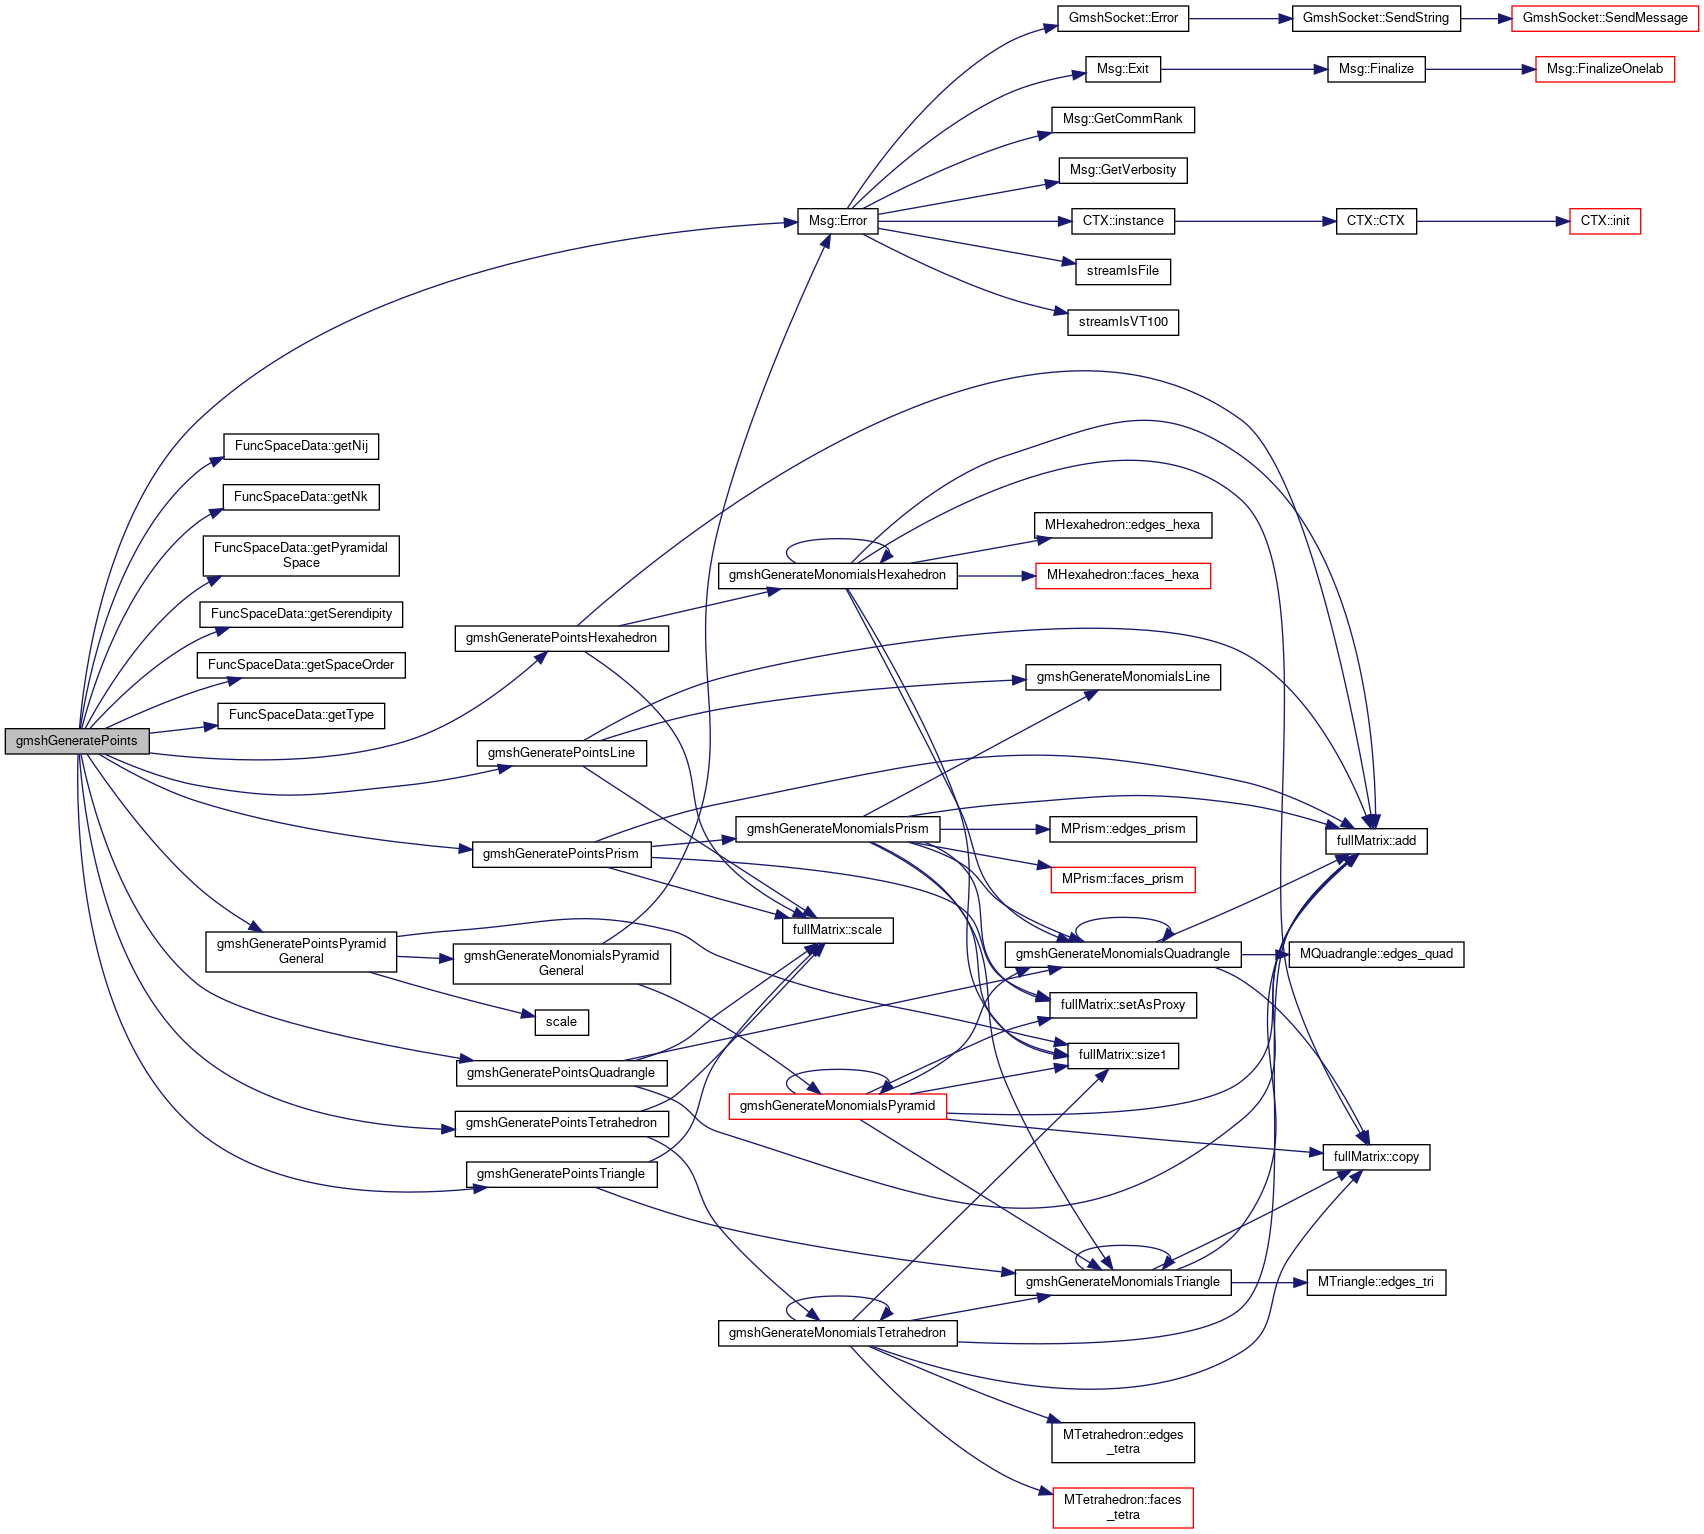 GmshSocket::Error
GmshSocket::SendString
GmshSocket::SendMessage
Msg::Exit
Msg::Finalize
Msg::FinalizeOnelab
Msg::GetCommRank
Msg::GetVerbosity
Msg::Error
CTX::instance
CTX::CTX
CTX::init
streamIsFile
streamIsVT100
FuncSpaceData::getNij
FuncSpaceData::getNk
FuncSpaceData::getPyramidal
Space
FuncSpaceData::getSerendipity
FuncSpaceData::getSpaceOrder
FuncSpaceData::getType
gmshGeneratePoints
gmshGeneratePointsHexahedron
gmshGeneratePointsLine
gmshGeneratePointsPrism
gmshGeneratePointsPyramid
General
gmshGenerateMonomialsPyramid
General
scale
gmshGeneratePointsQuadrangle
gmshGeneratePointsTetrahedron
gmshGeneratePointsTriangle
gmshGenerateMonomialsHexahedron
MHexahedron::edges_hexa
MHexahedron::faces_hexa
gmshGenerateMonomialsLine
gmshGenerateMonomialsPrism
MPrism::edges_prism
MPrism::faces_prism
fullMatrix::add
fullMatrix::scale
gmshGenerateMonomialsQuadrangle
MQuadrangle::edges_quad
fullMatrix::setAsProxy
fullMatrix::size1
gmshGenerateMonomialsPyramid
fullMatrix::copy
gmshGenerateMonomialsTriangle
MTriangle::edges_tri
gmshGenerateMonomialsTetrahedron
MTetrahedron::edges
_tetra
MTetrahedron::faces
_tetra